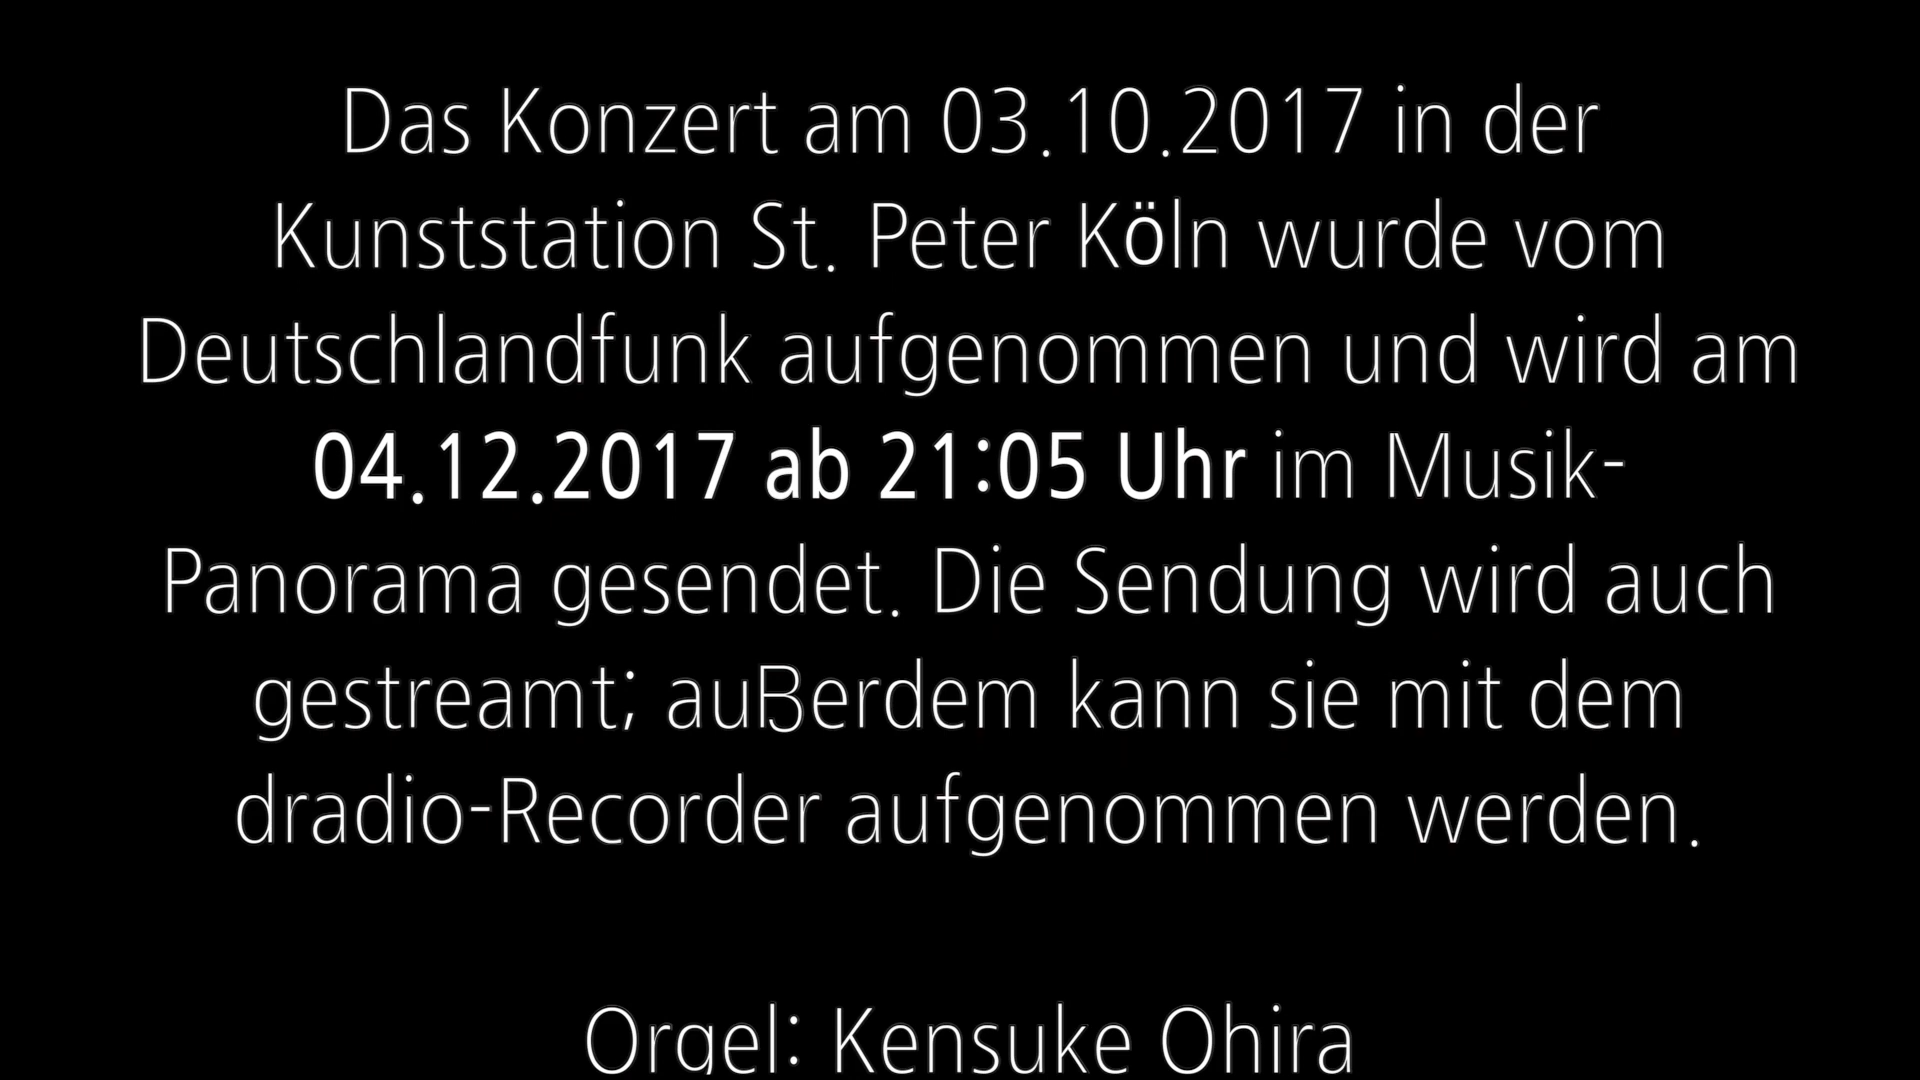 Das Konzert am 03.10.2017 in der
Kunststation St. Peter Köln wurde vom
Deutschlandfunk aufgenommen und wird am
04.12.2017 ab 21:05 Uhr im Musik-
Panorama gesendet. Die Sendung wird auch
gestreamt; außerdem kann sie mit dem
dradio-Recorder aufgenommen werden.
Orgel: Kensuke Ohira